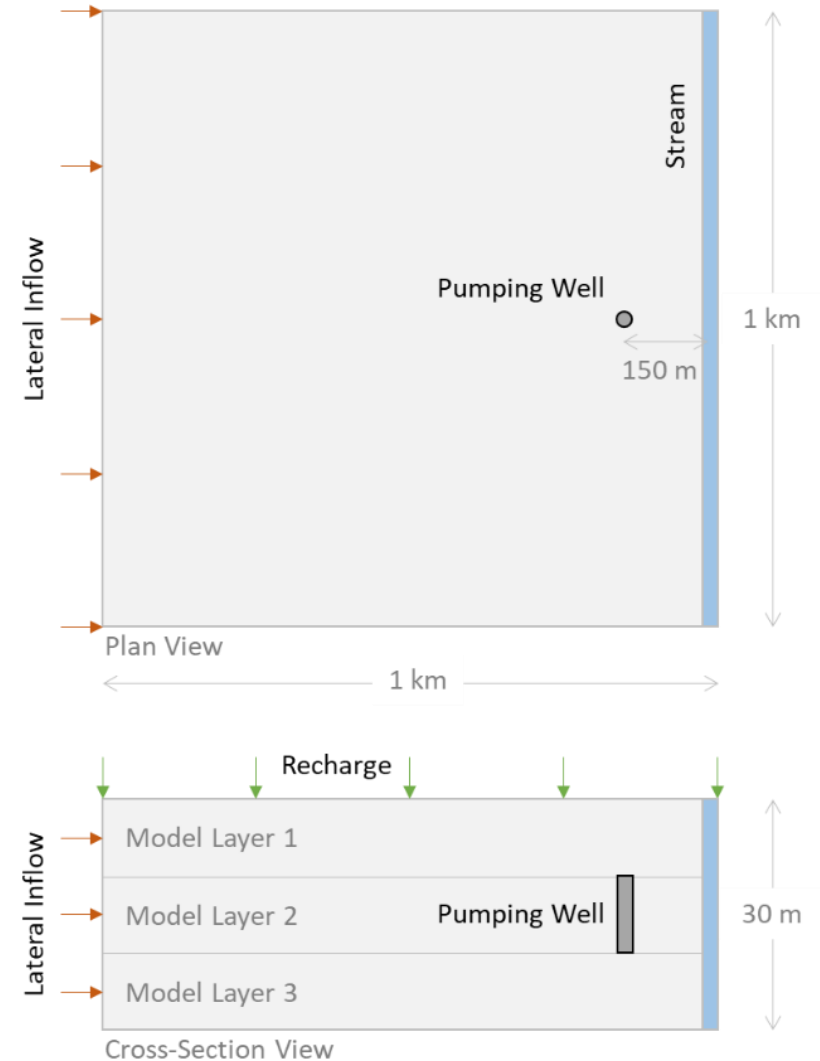 Stream
Lateral Inflow
Pumping Well
1 km
150 m
Plan View
1 km
Recharge
Lateral Inflow
Model Layer 1
Model Layer 2
Pumping Well
30 m
Model Layer 3
Cross-Section View